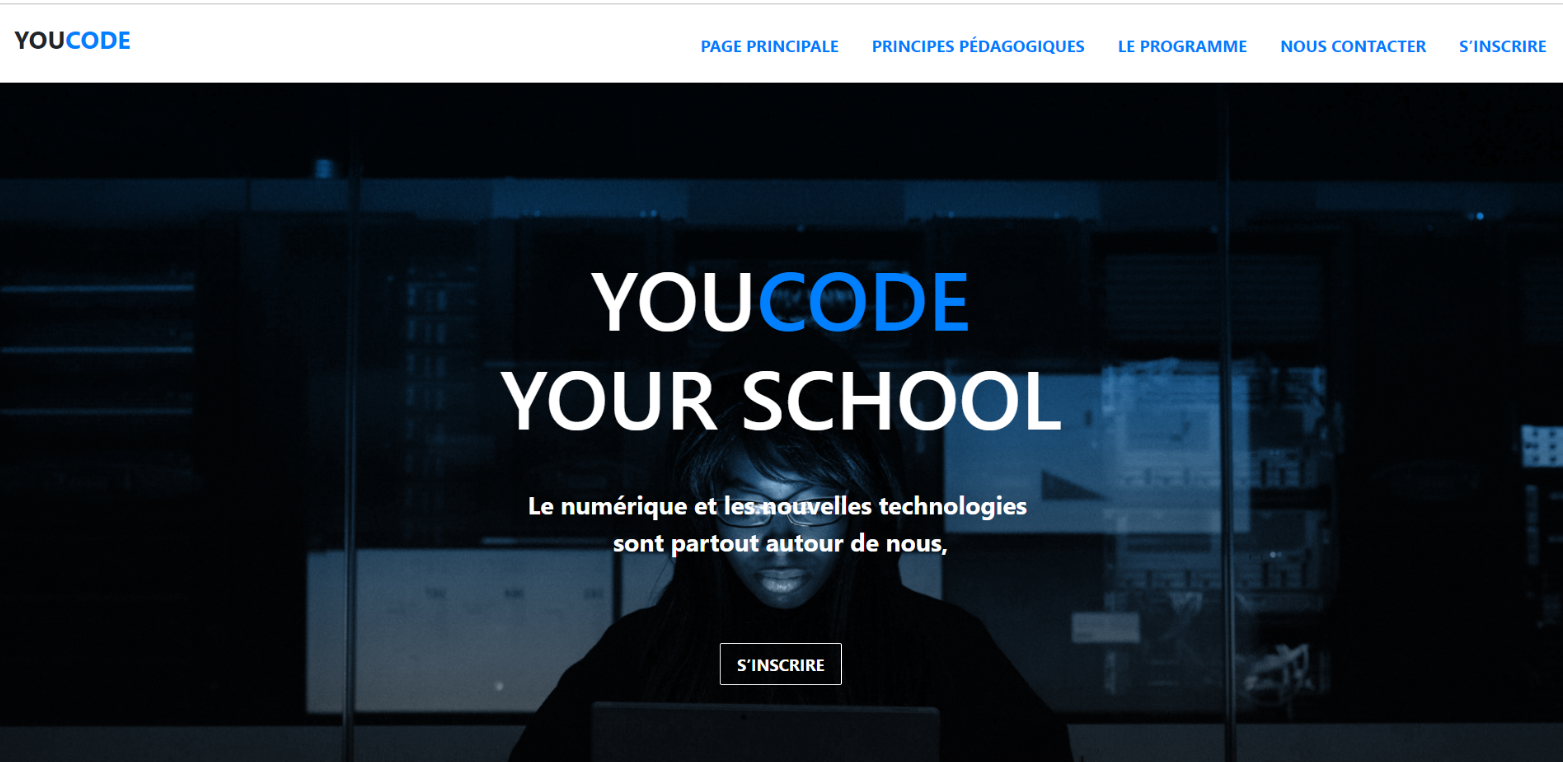 YOUCODE
PAGE PRINCIPALE PRINCIPES PÉDAGOGIQUES LE PROGRAMME NOUS CONTACTER S'INSCRIRE
YOUCODE
YOUR SCHOOL
Le numérique et les nouvelles technologies
sont partout autour de nous,
S'INSCRIRE